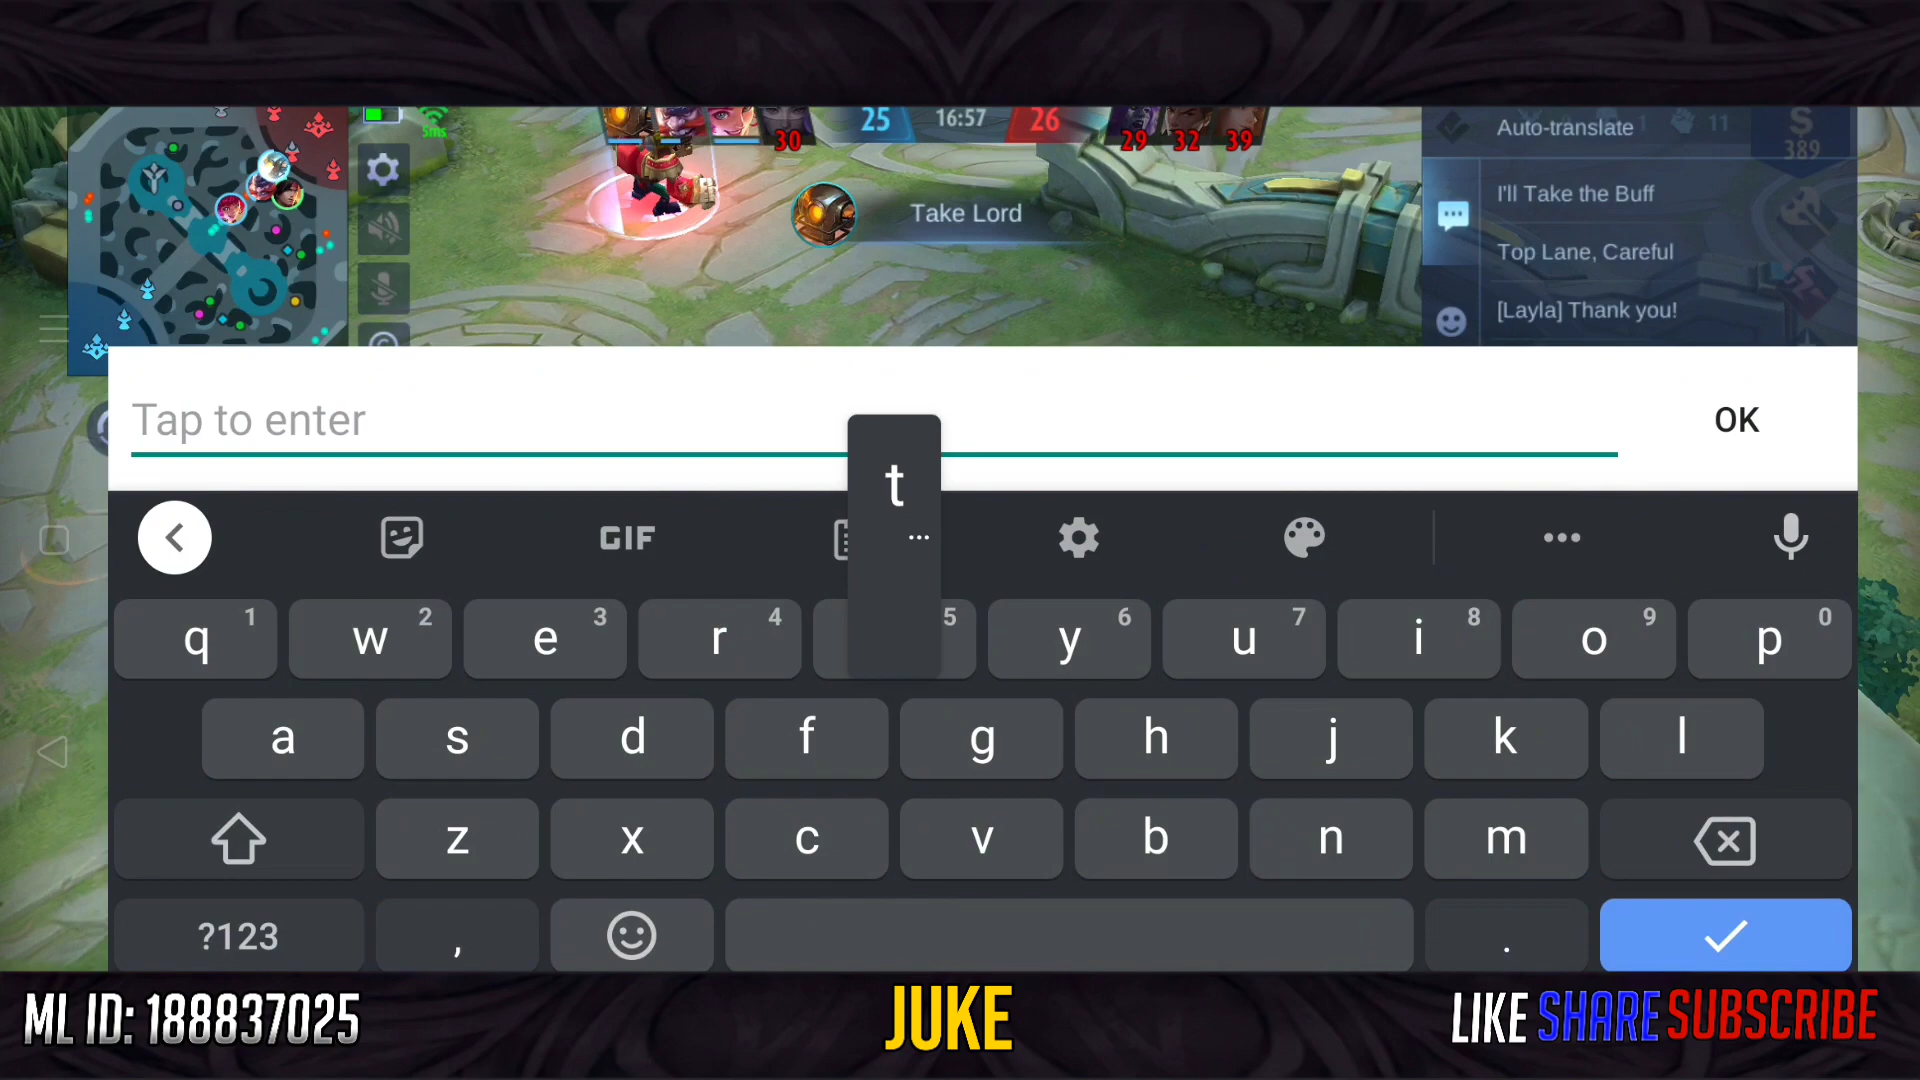 5ms
30
25
16:57
26
29
32
39
Auto-translate
11
389
Take Lord
I'll Take the Buff
Top Lane, Careful
[Layla] Thank you!
Tap to enter
OK
t
...
GIF
q 1 w 2 e 3 r 4 5 y 6 u 7 i 8 o 9 p 0
a s d f g h j k l
z x c v b n m
?123 , .
ML ID: 188837025
JUKE
LIKE SHARE SUBSCRIBE